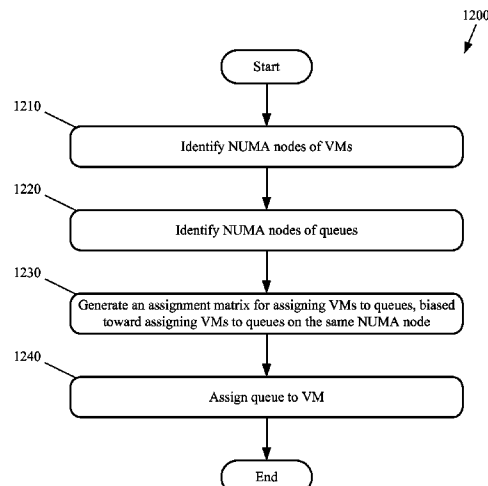 1200
Start
1210
Identify NUMA nodes of VMs
1220
Identify NUMA nodes of queues
1230
Generate an assignment matrix for assigning VMs to queues, biased
toward assigning VMs to queues on the same NUMA node
1240
Assign queue to VM
End